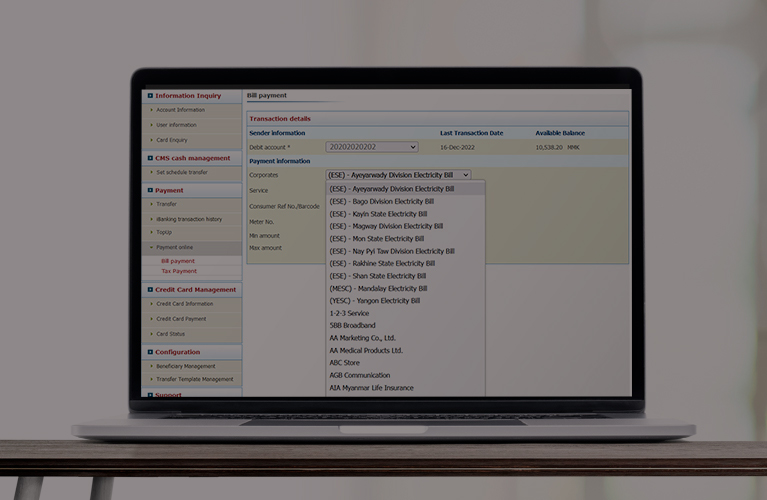 Information Inquiry
Account Information
User information
Card Enquiry
CMS cash management
Set schedule transfer
Payment
Transfer
iBanking transaction history
TopUp
Payment online
Bill payment
Tax Payment
Credit Card Management
Credit Card Information
Credit Card Payment
Card Status
Configuration
Beneficiary Management
Transfer Template Management
Support
Bill payment
Transaction details
Sender information Last Transaction Date Available Balance
Debit account * 20202020202 16-Dec-2022 10,538.20 MMK
Payment information
Corporates (ESE) - Ayeyarwady Division Electricity Bill
Service
Consumer Ref No./Barcode
Meter No.
Min amount
Max amount
(ESE) - Ayeyarwady Division Electricity Bill
(ESE) - Bago Division Electricity Bill
(ESE) - Kayin State Electricity Bill
(ESE) - Magway Division Electricity Bill
(ESE) - Mon State Electricity Bill
(ESE) - Nay Pyi Taw Division Electricity Bill
(ESE) - Rakhine State Electricity Bill
(ESE) - Shan State Electricity Bill
(MESC) - Mandalay Electricity Bill
(YESC) - Yangon Electricity Bill
1-2-3 Service
5BB Broadband
AA Marketing Co., Ltd.
AA Medical Products Ltd.
ABC Store
AGB Communication
AIA Myanmar Life Insurance